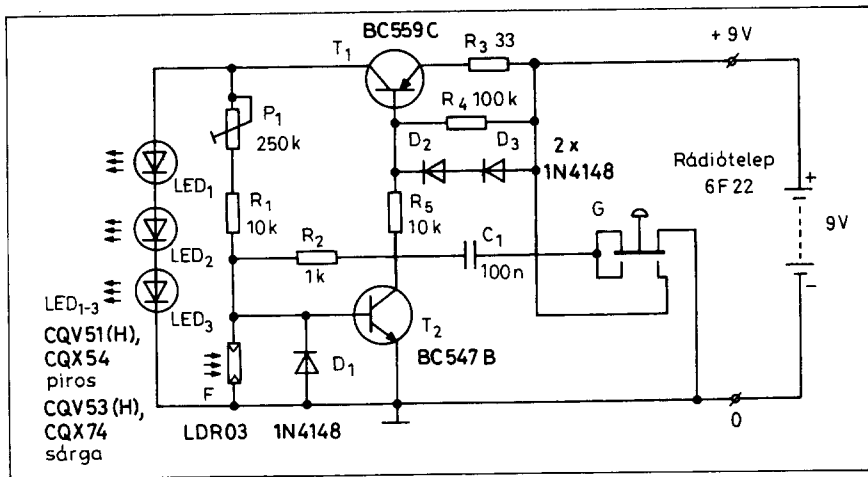 BC559C
T1
R3 33
+ 9V
P1
250k
R4 100k
D2
D3
2x
1N4148
Rádiótelep
6F22
+
9V
-
LED1
R1
10k
R5
10k
G
LED2
R2
1k
C1
100n
LED1-3
LED3
CQV51(H),
CQX54
piros
CQV53(H),
CQX74
sárga
T2
BC547B
F
D1
LDR03
1N4148
0